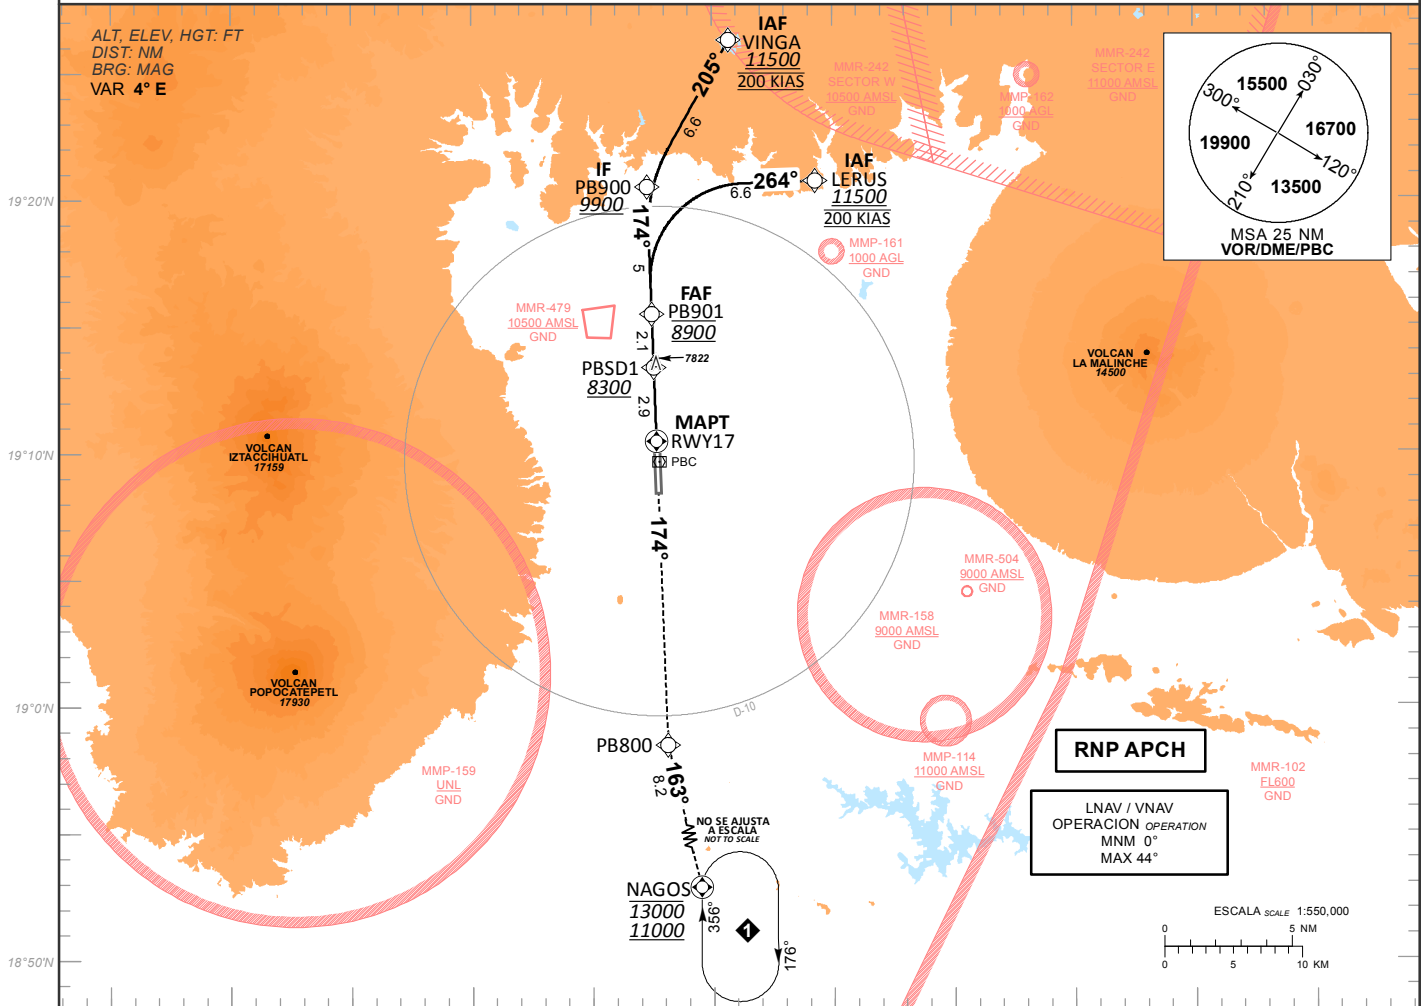 ALT, ELEV, HGT: FT
DIST: NM
BRG: MAG
VAR 4° E
IAF
VINGA
11500
200 KIAS
205°
6.6
IF
PB900
9900
174°
5
264°
6.6
IAF
LERUS
11500
200 KIAS
MMR-242
SECTOR W
10500 AMSL
GND
MMP-162
1000 AGL
GND
MMR-242
SECTOR E
11000 AMSL
GND
15500
030°
300°
16700
19900
120°
13500
210°
MSA 25 NM
VOR/DME/PBC
MMP-161
1000 AGL
GND
MMR-479
10500 AMSL
GND
FAF
PB901
8900
2.1
7822
PBSD1
8300
2.9
MAPT
RWY17
PBC
174°
VOLCAN
LA MALINCHE
14500
VOLCAN
IZTACCIHUATL
17159
VOLCAN
POPOCATEPETL
17930
MMR-504
9000 AMSL
GND
MMR-158
9000 AMSL
GND
D-10
PB800
163°
8.2
MMP-159
UNL
GND
MMP-114
11000 AMSL
GND
RNP APCH
MMR-102
FL600
GND
NO SE AJUSTA
A ESCALA
NOT TO SCALE
LNAV / VNAV
OPERACION OPERATION
MNM 0°
MAX 44°
NAGOS
13000
11000
356°
1
176°
ESCALA SCALE 1:550,000
0 5 NM
0 5 10 KM
19°20'N
19°10'N
19°0'N
18°50'N